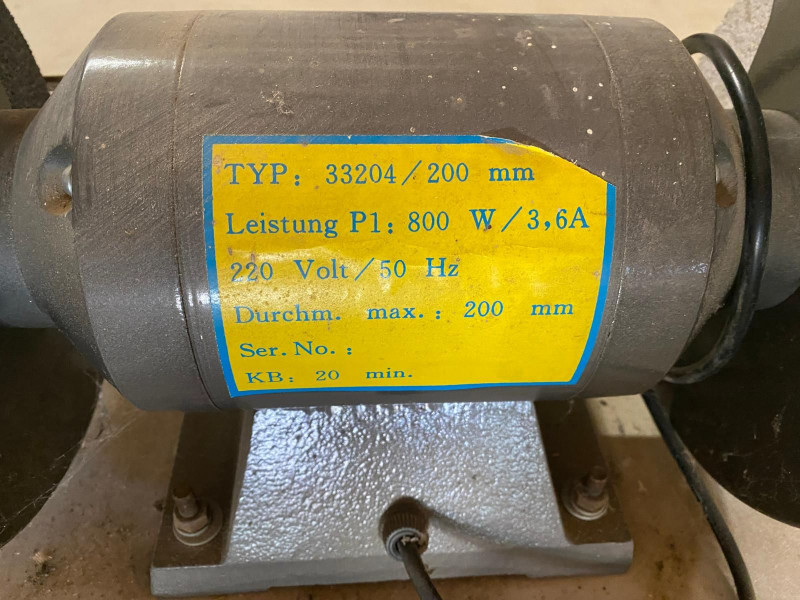 TYP: 33204/200 mm
Leistung P1: 800 W/3,6A
220 Volt/50 Hz
Durchm. max.: 200 mm
Ser.No.:
KB: 20 min.